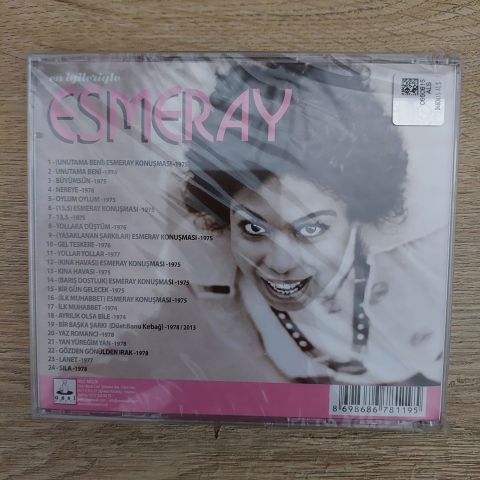 en iyileriyle
ESMERAY
1 - (UNUTAMA BENİ) ESMERAY KONUŞMASI -1975
2 - UNUTAMA BENİ -1973
3 - BÜYÜMSÜN - 1975
4 - NEREYE - 1978
5 - OYLUM OYLUM - 1975
6 - (13,5) ESMERAY KONUŞMASI -1975
7 - 13,5 - 1975
8 - YOLLARA DÜŞTÜM -1976
9 - (YASAKLANAN ŞARKILAR) ESMERAY KONUŞMASI -1975
10 - GEL TESKERE -1976
11 - YOLLAR YOLLAR -1977
12 - (KINA HAVASI) ESMERAY KONUŞMASI -1975
13 - KINA HAVASI - 1975
14 - (BARIŞ DOSTLUK) ESMERAY KONUŞMASI -1975
15 - BİR GÜN GELECEK -1975
16 - (İLK MUHABBET) ESMERAY KONUŞMASI -1975
17 - İLK MUHABBET - 1974
18 - AYRILIK OLSA BİLE - 1974
19 - BİR BAŞKA ŞARKI (Düet:Banu Kebağ) -1978 / 2013
20 - YAZ ROMANCI - 1978
21 - YAN YÜREĞİM YAN - 1978
22 - GÖZDEN GÖNÜLDEN IRAK - 1978
23 - LANET - 1977
24 - SILA - 1978
8 698686 781195